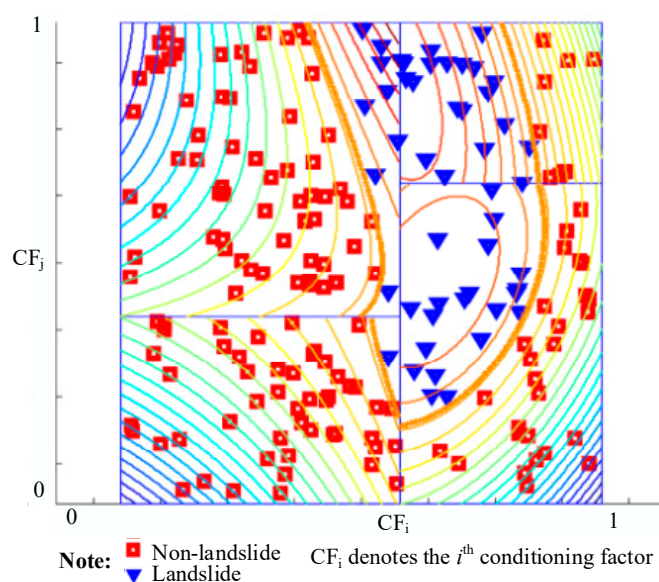 1
CFj
0
0
CFi
1
Note: Non-landslide CFi denotes the ith conditioning factor
Landslide